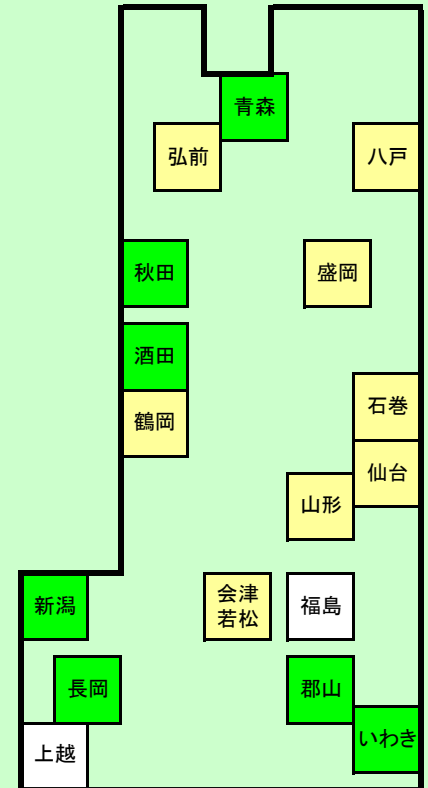 青森
弘前
八戸
秋田
盛岡
酒田
鶴岡
石巻
仙台
山形
新潟
会津
若松
福島
長岡
郡山
いわき
上越